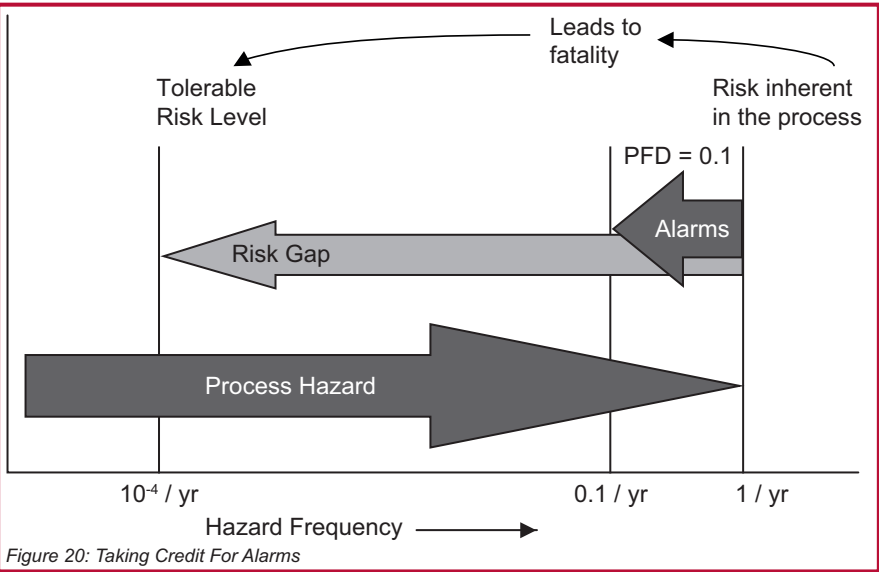 Leads to
fatality
Tolerable
Risk Level
Risk inherent
in the process
PFD = 0.1
Alarms
Risk Gap
Process Hazard
10⁻⁴ / yr
0.1 / yr
1 / yr
Hazard Frequency
Figure 20: Taking Credit For Alarms